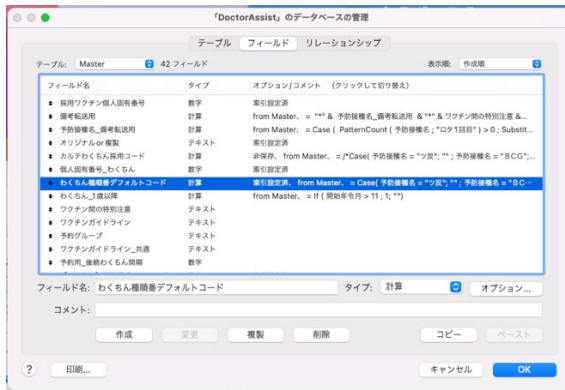 「DoctorAssist」のデータベースの管理
テーブル フィールド リレーションシップ
テーブル: Master 42 フィールド 表示順: 作成順
フィールド名 タイプ オプション/コメント （クリックして切り替え）
採用ワクチン個人固有番号 数字 索引設定済
備考転送用 計算 from Master、 = "*" & 予防接種名_備考転送用 & "*" & ワクチン間の特別注意 &...
予防接種名_備考転送用 計算 from Master、 = Case ( PatternCount ( 予防接種名 ; "ロタ1回目" ) > 0 ; Substit...
オリジナル or 複製 テキスト 索引設定済
カルテわくちん採用コード 計算 非保存、 from Master、 = /*Case( 予防接種名 = "ツ反"; "" ; 予防接種名 = "ＢＣＧ";...
個人固有番号_わくちん 数字 索引設定済
わくちん種順番デフォルトコード 計算 索引設定済、 from Master、 = Case( 予防接種名 = "ツ反"; "" ; 予防接種名 = "ＢＣ...
わくちん_1歳以降 計算 from Master、 = If ( 開始年令月 > 11 ; 1; "")
ワクチン間の特別注意 テキスト
ワクチンガイドライン テキスト
予約グループ テキスト
ワクチンガイドライン_共通 テキスト
予約用_後続わくちん間隔 数字
フィールド名: わくちん種順番デフォルトコード タイプ: 計算 オプション...
コメント:
作成 変更 複製 削除 コピー ペースト
? 印刷... キャンセル OK